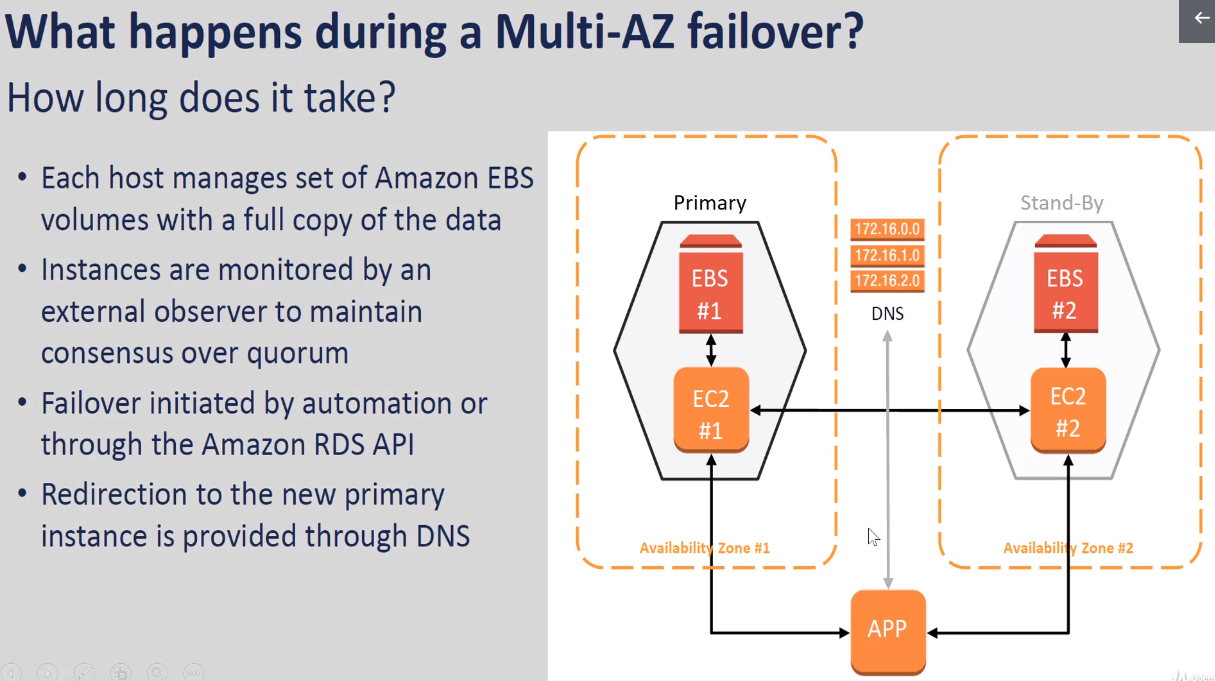 What happens during a Multi-AZ failover?
How long does it take?
• Each host manages set of Amazon EBS
volumes with a full copy of the data
• Instances are monitored by an
external observer to maintain
consensus over quorum
• Failover initiated by automation or
through the Amazon RDS API
• Redirection to the new primary
instance is provided through DNS
Primary
EBS
#1
EC2
#1
Availability Zone #1
172.16.0.0
172.16.1.0
172.16.2.0
DNS
APP
Stand-By
EBS
#2
EC2
#2
Availability Zone #2